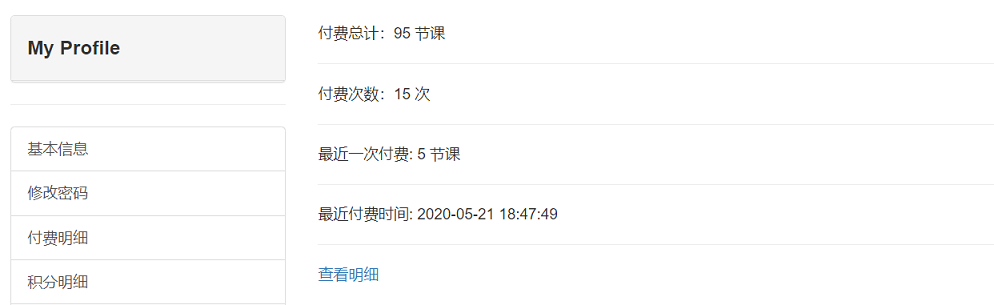 My Profile
基本信息
修改密码
付费明细
积分明细
付费总计：95 节课
付费次数：15 次
最近一次付费: 5 节课
最近付费时间: 2020-05-21 18:47:49
查看明细